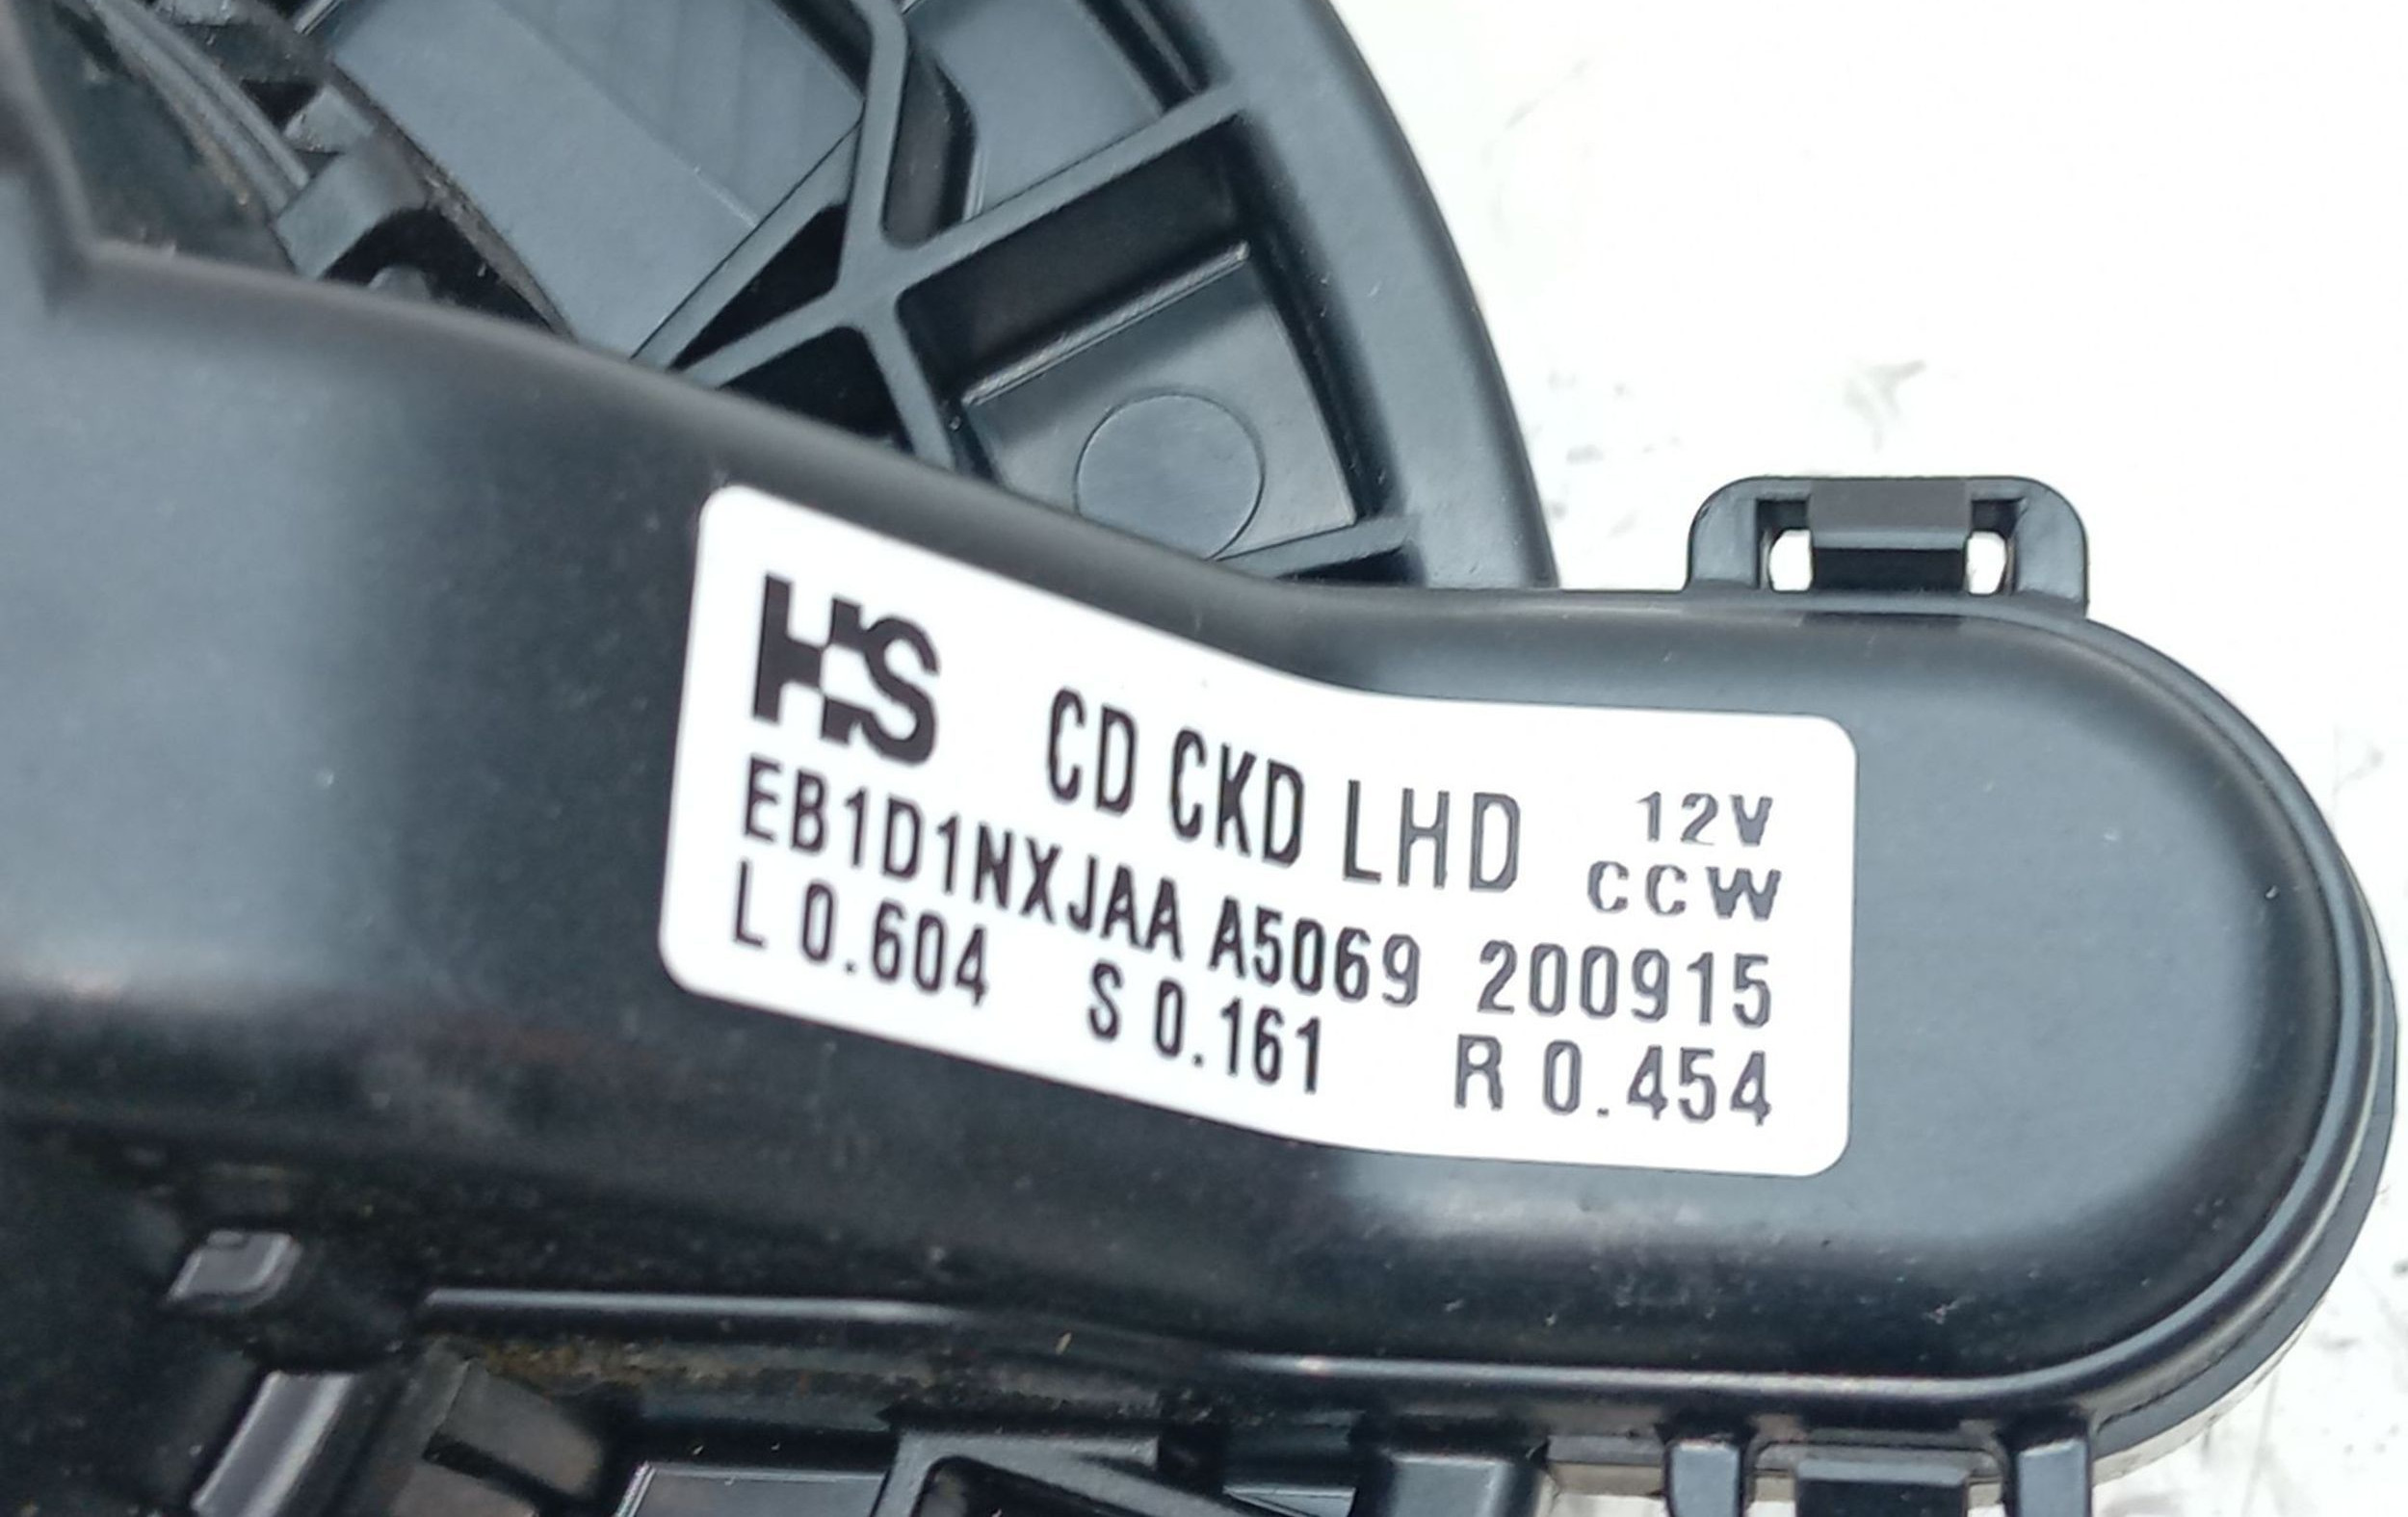 HS CD CKD LHD 12V
CCW
EB1D1NXJAA A5069 200915
L 0.604 S 0.161 R 0.454